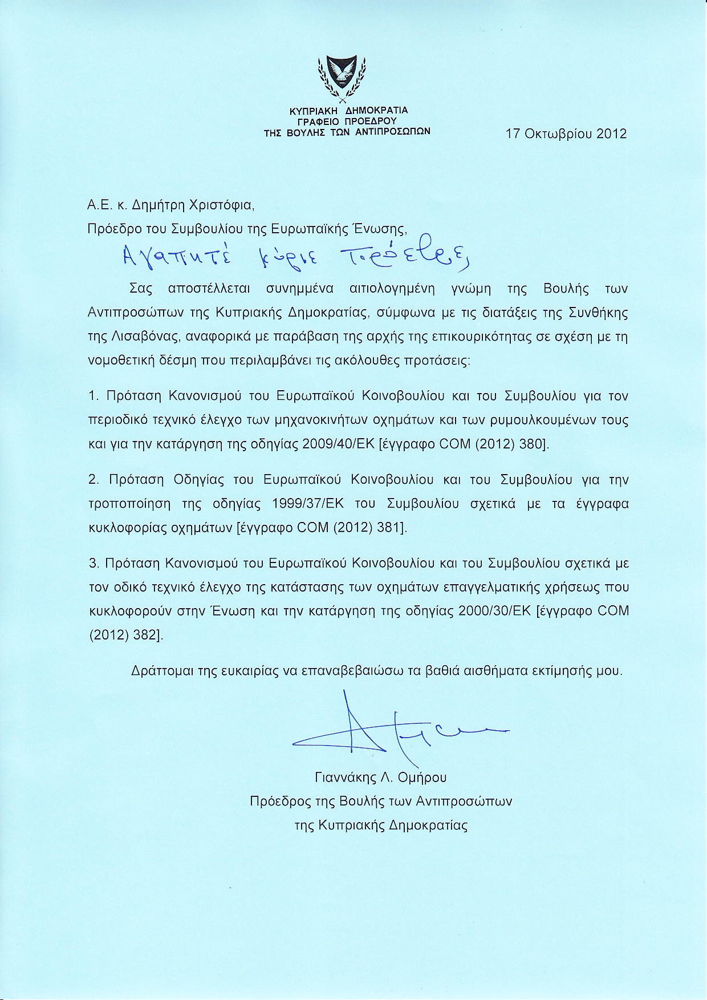 ΚΥΠΡΙΑΚΗ ΔΗΜΟΚΡΑΤΙΑ
ΓΡΑΦΕΙΟ ΠΡΟΕΔΡΟΥ
ΤΗΣ ΒΟΥΛΗΣ ΤΩΝ ΑΝΤΙΠΡΟΣΩΠΩΝ
17 Οκτωβρίου 2012
Α.Ε. κ. Δημήτρη Χριστόφια,
Πρόεδρο του Συμβουλίου της Ευρωπαϊκής Ένωσης,
Αγαπητέ κύριε Πρόεδρε,
Σας αποστέλλεται συνημμένα αιτιολογημένη γνώμη της Βουλής των
Αντιπροσώπων της Κυπριακής Δημοκρατίας, σύμφωνα με τις διατάξεις της Συνθήκης
της Λισαβόνας, αναφορικά με παράβαση της αρχής της επικουρικότητας σε σχέση με τη
νομοθετική δέσμη που περιλαμβάνει τις ακόλουθες προτάσεις:
1. Πρόταση Κανονισμού του Ευρωπαϊκού Κοινοβουλίου και του Συμβουλίου για τον
περιοδικό τεχνικό έλεγχο των μηχανοκινήτων οχημάτων και των ρυμουλκουμένων τους
και για την κατάργηση της οδηγίας 2009/40/ΕΚ [έγγραφο COM (2012) 380].
2. Πρόταση Οδηγίας του Ευρωπαϊκού Κοινοβουλίου και του Συμβουλίου για την
τροποποίηση της οδηγίας 1999/37/ΕΚ του Συμβουλίου σχετικά με τα έγγραφα
κυκλοφορίας οχημάτων [έγγραφο COM (2012) 381].
3. Πρόταση Κανονισμού του Ευρωπαϊκού Κοινοβουλίου και του Συμβουλίου σχετικά με
τον οδικό τεχνικό έλεγχο της κατάστασης των οχημάτων επαγγελματικής χρήσεως που
κυκλοφορούν στην Ένωση και την κατάργηση της οδηγίας 2000/30/ΕΚ [έγγραφο COM
(2012) 382].
Δράττομαι της ευκαιρίας να επαναβεβαιώσω τα βαθιά αισθήματα εκτίμησής μου.
Γιαννάκης Λ. Ομήρου
Πρόεδρος της Βουλής των Αντιπροσώπων
της Κυπριακής Δημοκρατίας